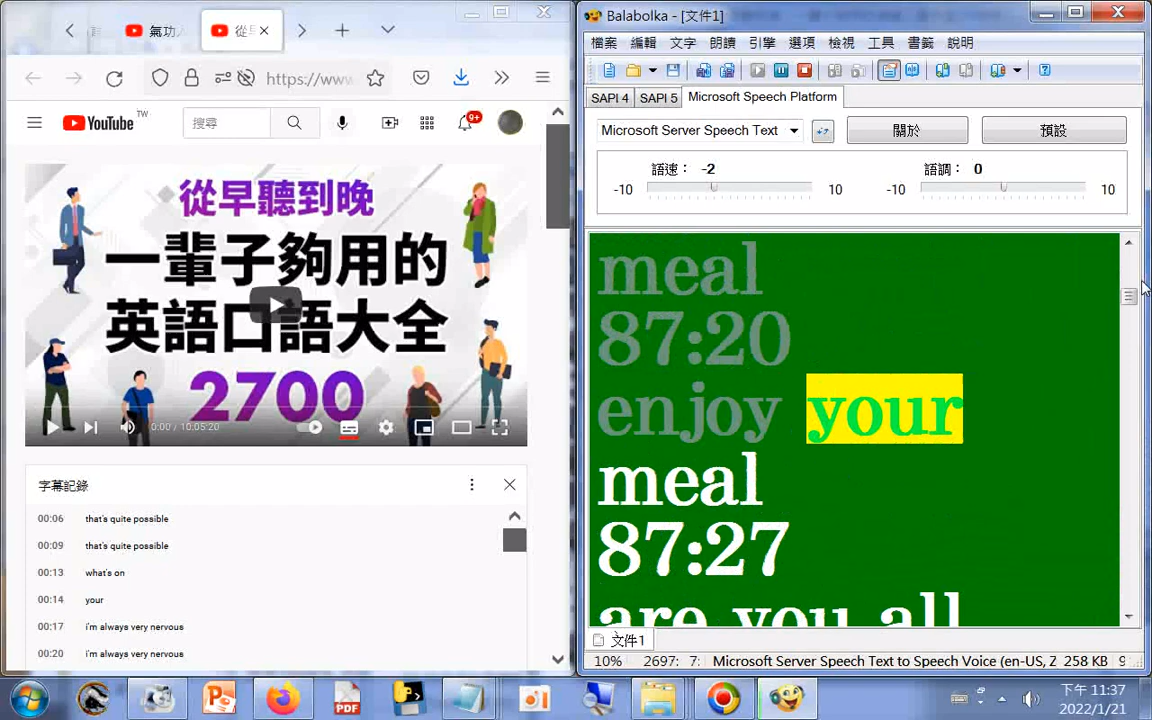 氣功
從
https://www
YouTube TW
搜尋
9+
從早聽到晚
一輩子夠用的
英語口語大全
2700
0:00 / 10:05:20
字幕記錄
00:06 that's quite possible
00:09 that's quite possible
00:13 what's on
00:14 your
00:17 i'm always very nervous
00:20 i'm always very nervous
Balabolka - [文件1]
檔案 編輯 文字 朗讀 引擎 選項 檢視 工具 書籤 說明
SAPI 4 SAPI 5 Microsoft Speech Platform
Microsoft Server Speech Text 關於 預設
語速： -2 語調： 0
-10 10 -10 10
meal
87:20
enjoy your
meal
87:27
are you all
文件1
10% 2697: 7: Microsoft Server Speech Text to Speech Voice (en-US, Z 258 KB 9
PDF
下午 11:37
2022/1/21